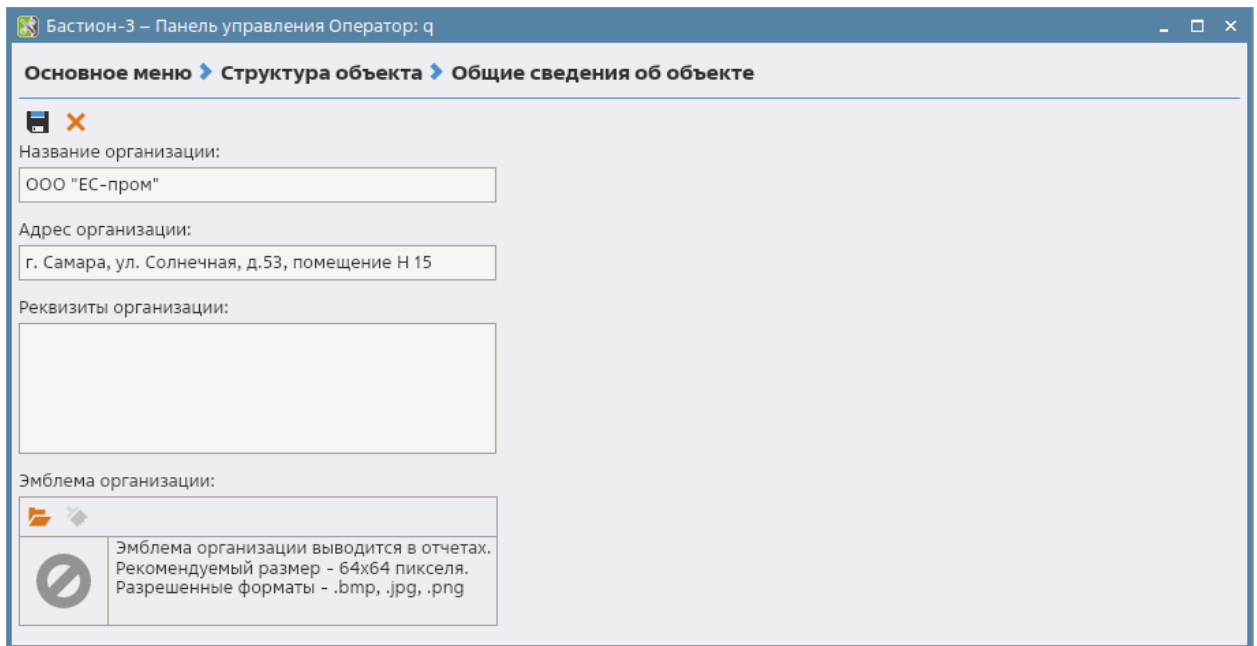 Бастион-3 – Панель управления Оператор: q
Основное меню Структура объекта Общие сведения об объекте
Название организации:
ООО "ЕС-пром"
Адрес организации:
г. Самара, ул. Солнечная, д.53, помещение Н 15
Реквизиты организации:
Эмблема организации:
Эмблема организации выводится в отчетах.
Рекомендуемый размер - 64x64 пикселя.
Разрешенные форматы - .bmp, .jpg, .png